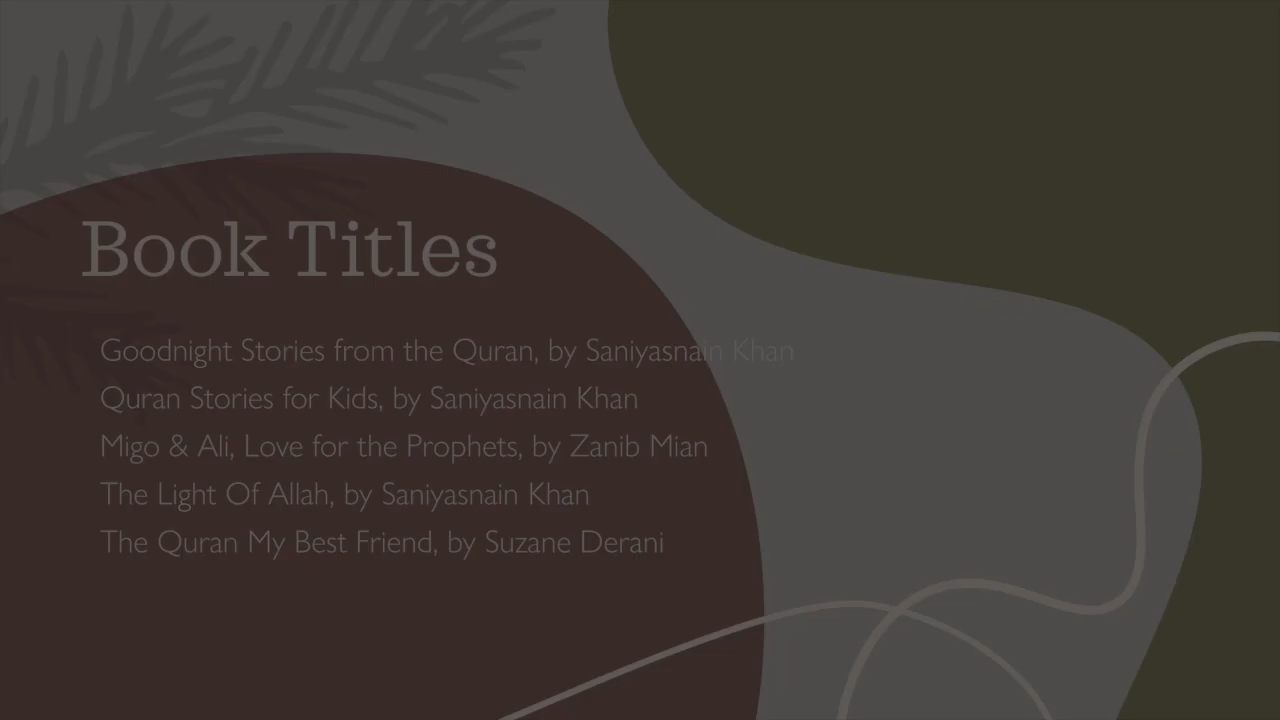 Book Titles
Goodnight Stories from the Quran, by Saniyasnain Khan
Quran Stories for Kids, by Saniyasnain Khan
Migo & Ali, Love for the Prophets, by Zanib Mian
The Light Of Allah, by Saniyasnain Khan
The Quran My Best Friend, by Suzane Derani